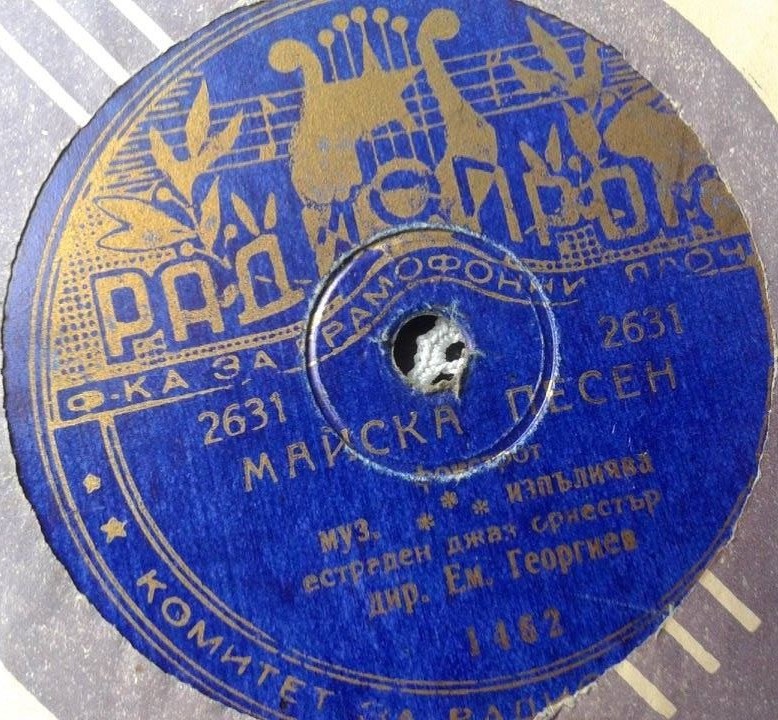 РАДИОПРОМ
Ф-КА ЗА ГРАМОФОННИ ПЛОЧ
2631
2631
МАЙСКА ПЕСЕН
муз. * * * изпълнява
естраден джаз оркестър
дир. Ем. Георгиев
1462
КОМИТЕТ ЗА РАДИО